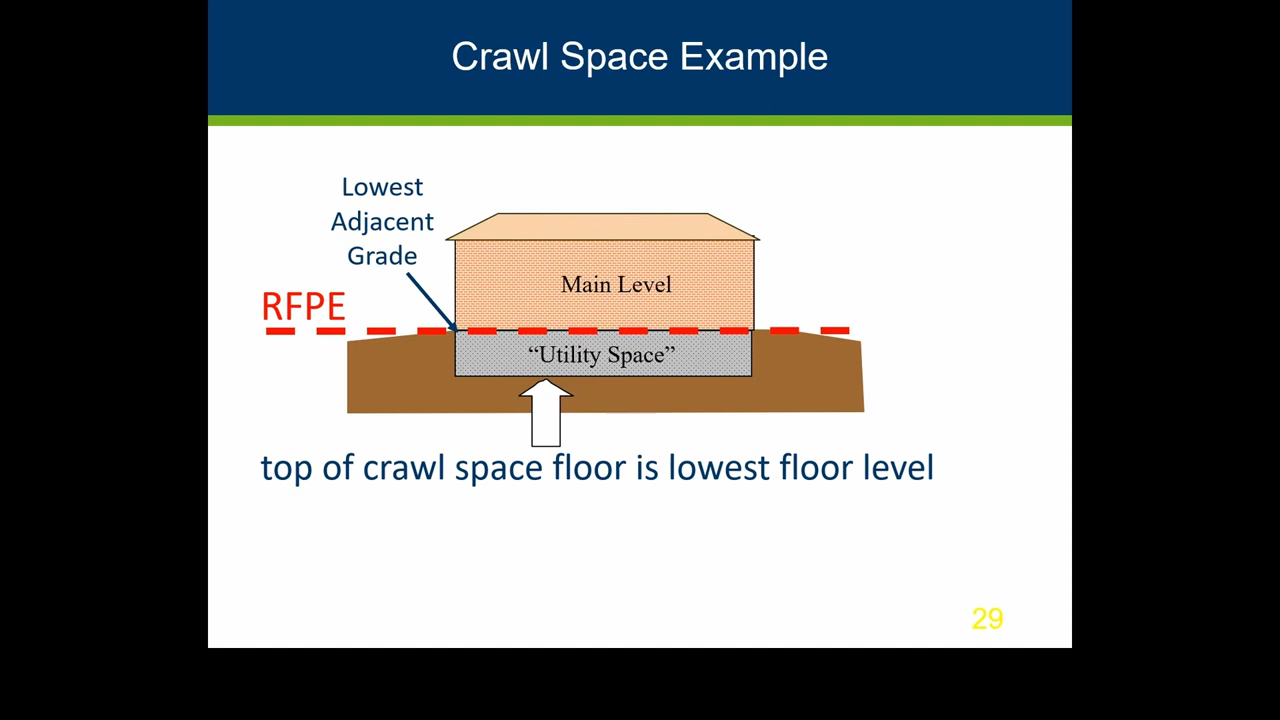 Crawl Space Example
Lowest
Adjacent
Grade
RFPE
Main Level
“Utility Space”
top of crawl space floor is lowest floor level
29